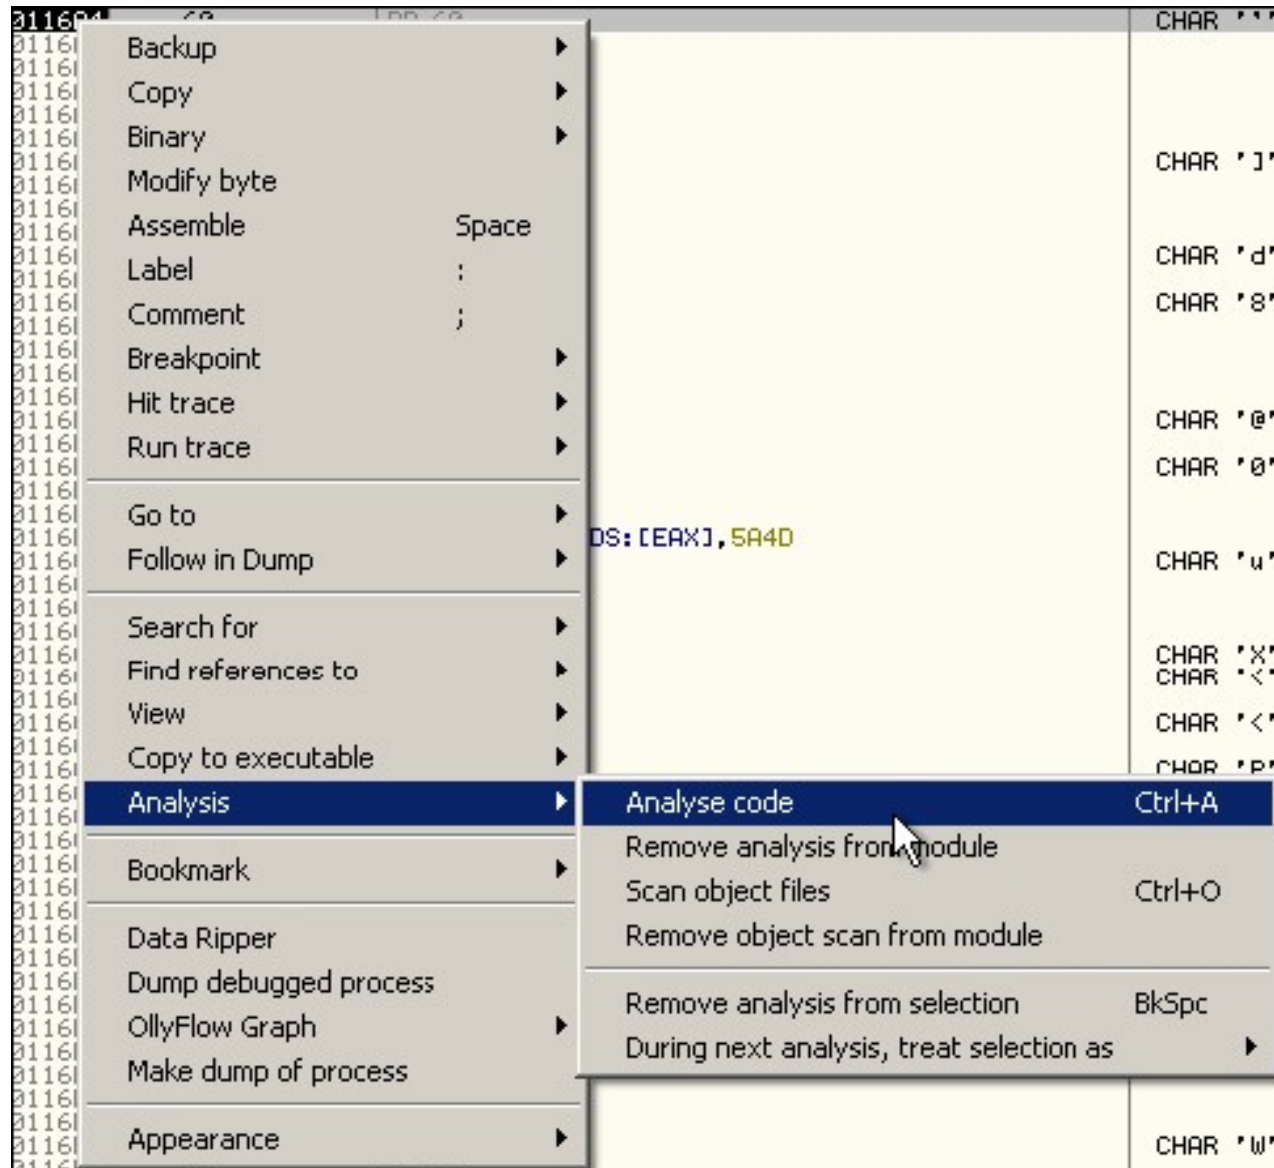 CHAR '''
Backup
Copy
Binary
Modify byte
CHAR ']'
Assemble Space
CHAR 'd'
Label :
Comment ;
CHAR '8'
Breakpoint
Hit trace
CHAR '@'
Run trace
CHAR '0'
Go to
DS:[EAX],5A4D
Follow in Dump
CHAR 'u'
Search for
Find references to
CHAR 'X'
CHAR '<'
View
CHAR '<'
Copy to executable
CHAR 'P'
Analysis
Analyse code Ctrl+A
Remove analysis from module
Bookmark
Scan object files Ctrl+O
Data Ripper
Remove object scan from module
Dump debugged process
Remove analysis from selection BkSpc
OllyFlow Graph
During next analysis, treat selection as
Make dump of process
Appearance
CHAR 'W'